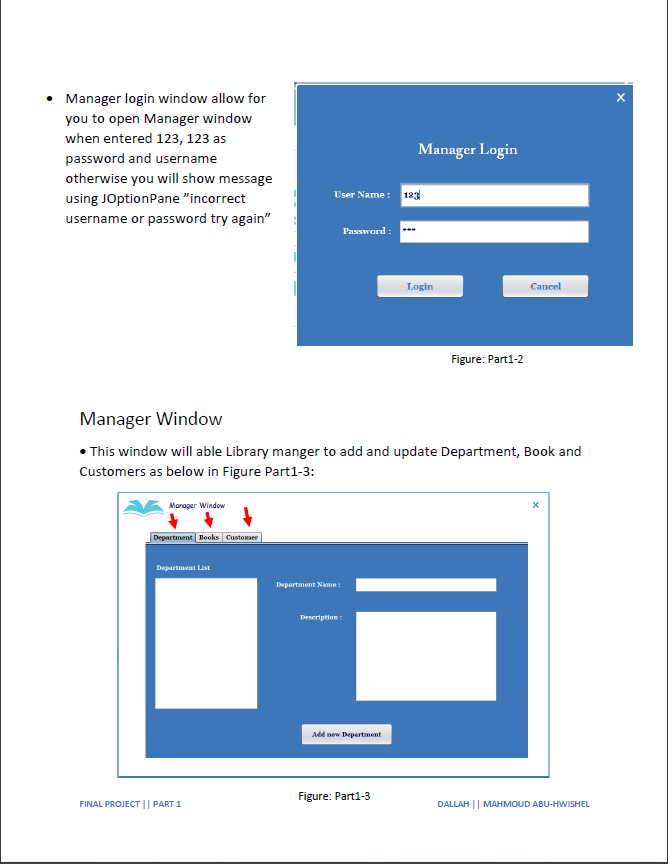 • Manager login window allow for
you to open Manager window
when entered 123, 123 as
password and username
otherwise you will show message
using JOptionPane ”incorrect
username or password try again”
X
Manager Login
User Name :
123
Password :
***
Login
Cancel
Figure: Part1-2
Manager Window
• This window will able Library manger to add and update Department, Book and
Customers as below in Figure Part1-3:
Manager Window
X
Department Books Customer
Department List
Department Name :
Description :
Add new Department
Figure: Part1-3
FINAL PROJECT || PART 1
DALLAH || MAHMOUD ABU-HWISHEL